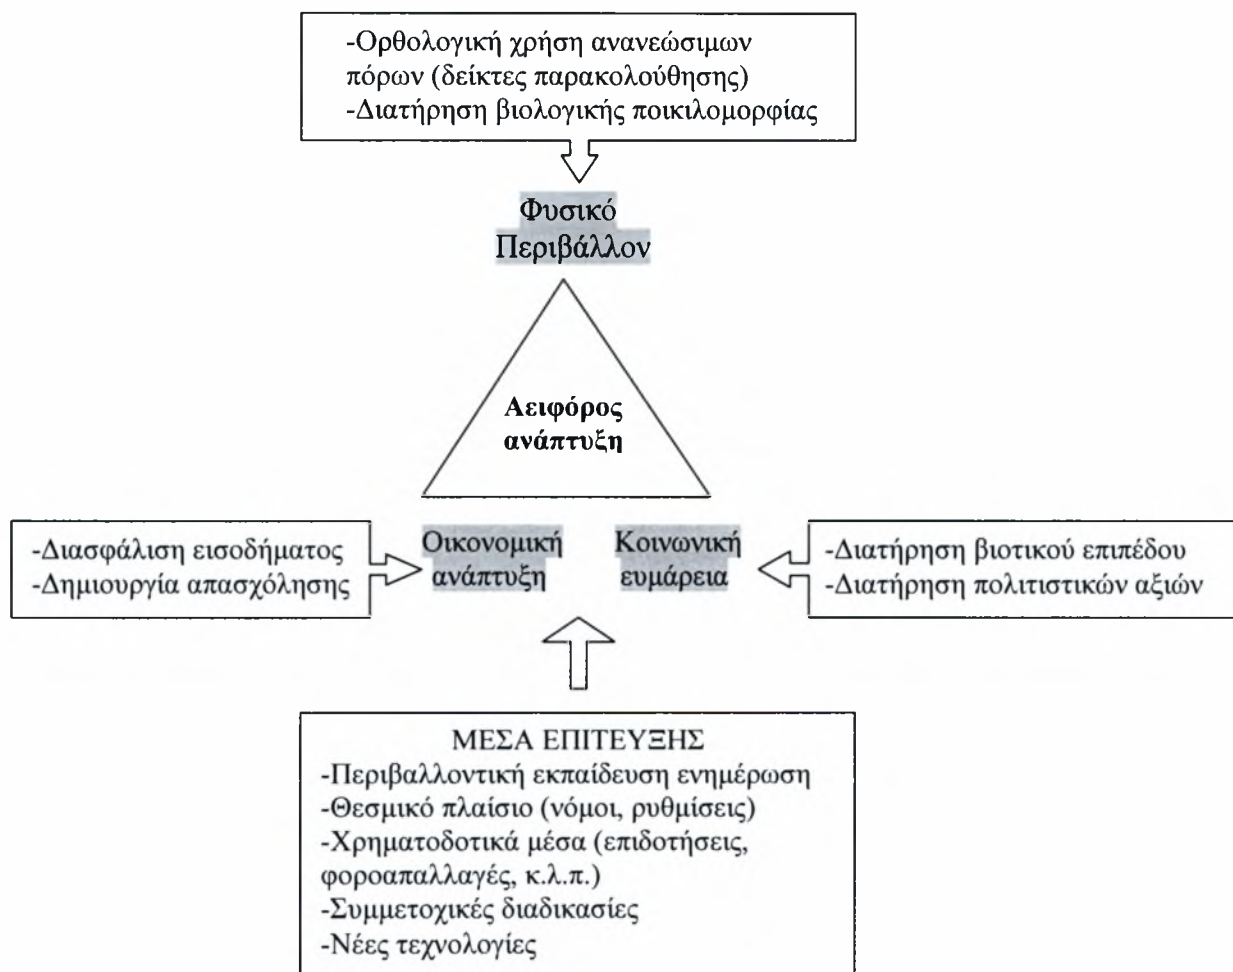 -Ορθολογική χρήση ανανεώσιμων
πόρων (δείκτες παρακολούθησης)
-Διατήρηση βιολογικής ποικιλομορφίας
Φυσικό
Περιβάλλον
Αειφόρος
ανάπτυξη
-Διασφάλιση εισοδήματος
-Δημιουργία απασχόλησης
Οικονομική
ανάπτυξη
Κοινωνική
ευμάρεια
-Διατήρηση βιοτικού επιπέδου
-Διατήρηση πολιτιστικών αξιών
ΜΕΣΑ ΕΠΙΤΕΥΞΗΣ
-Περιβαλλοντική εκπαίδευση ενημέρωση
-Θεσμικό πλαίσιο (νόμοι, ρυθμίσεις)
-Χρηματοδοτικά μέσα (επιδοτήσεις,
φοροαπαλλαγές, κ.λ.π.)
-Συμμετοχικές διαδικασίες
-Νέες τεχνολογίες